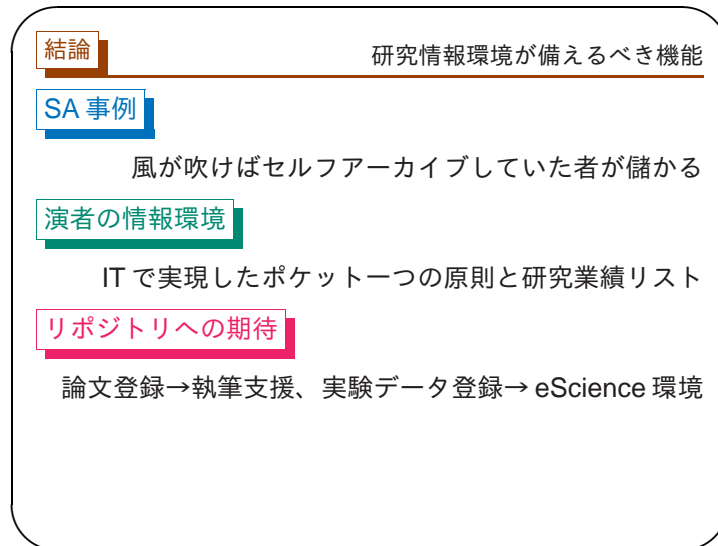 結論
研究情報環境が備えるべき機能
SA 事例
風が吹けばセルフアーカイブしていた者が儲かる
演者の情報環境
IT で実現したポケット一つの原則と研究業績リスト
リポジトリへの期待
論文登録→執筆支援、実験データ登録→ eScience 環境